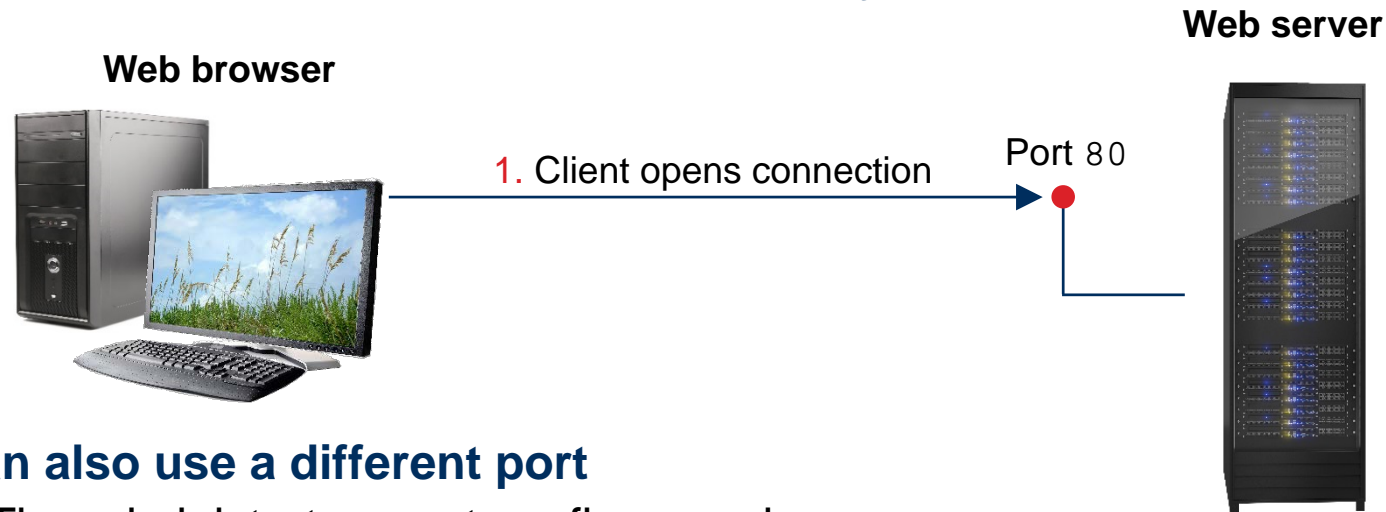 Web server
Web browser
1. Client opens connection
Port 80
n also use a different port